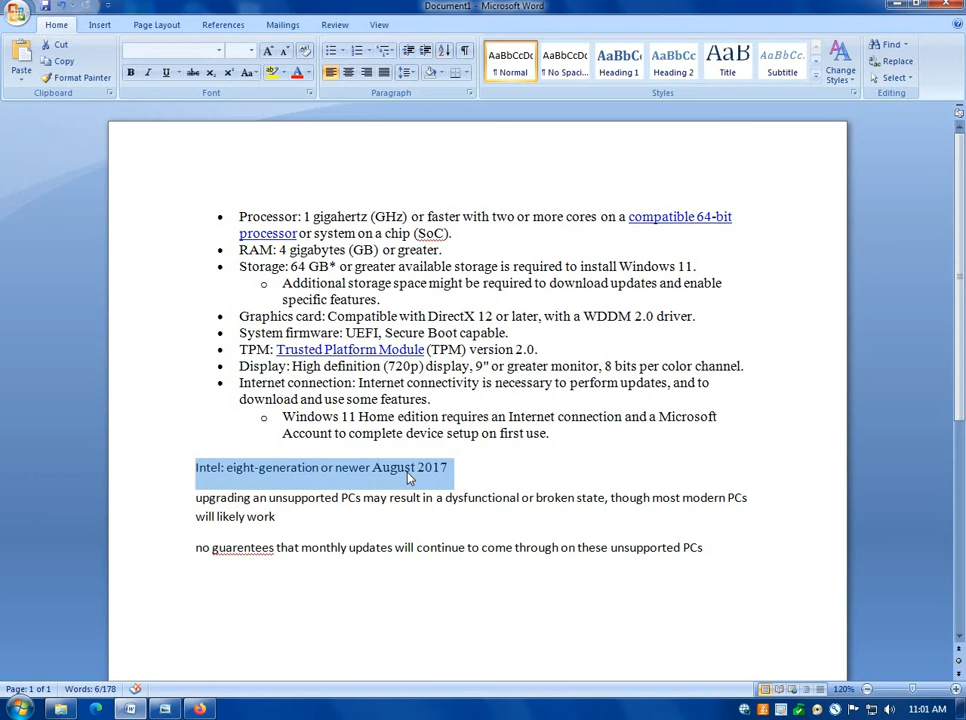 Document1 - Microsoft Word
Home Insert Page Layout References Mailings Review View
Paste
Cut
Copy
Format Painter
AaBbCcDc AaBbCcDc AaBbC AaBbCc AaB AaBbCc.
¶ Normal ¶ No Spaci... Heading 1 Heading 2 Title Subtitle
Change
Styles
Find
Replace
Select
Clipboard Font Paragraph Styles Editing
• Processor: 1 gigahertz (GHz) or faster with two or more cores on a compatible 64-bit
processor or system on a chip (SoC).
• RAM: 4 gigabytes (GB) or greater.
• Storage: 64 GB* or greater available storage is required to install Windows 11.
o Additional storage space might be required to download updates and enable
specific features.
• Graphics card: Compatible with DirectX 12 or later, with a WDDM 2.0 driver.
• System firmware: UEFI, Secure Boot capable.
• TPM: Trusted Platform Module (TPM) version 2.0.
• Display: High definition (720p) display, 9" or greater monitor, 8 bits per color channel.
• Internet connection: Internet connectivity is necessary to perform updates, and to
download and use some features.
o Windows 11 Home edition requires an Internet connection and a Microsoft
Account to complete device setup on first use.
Intel: eight-generation or newer August 2017
upgrading an unsupported PCs may result in a dysfunctional or broken state, though most modern PCs
will likely work
no guarentees that monthly updates will continue to come through on these unsupported PCs
Page: 1 of 1 Words: 6/178 120%
11:01 AM